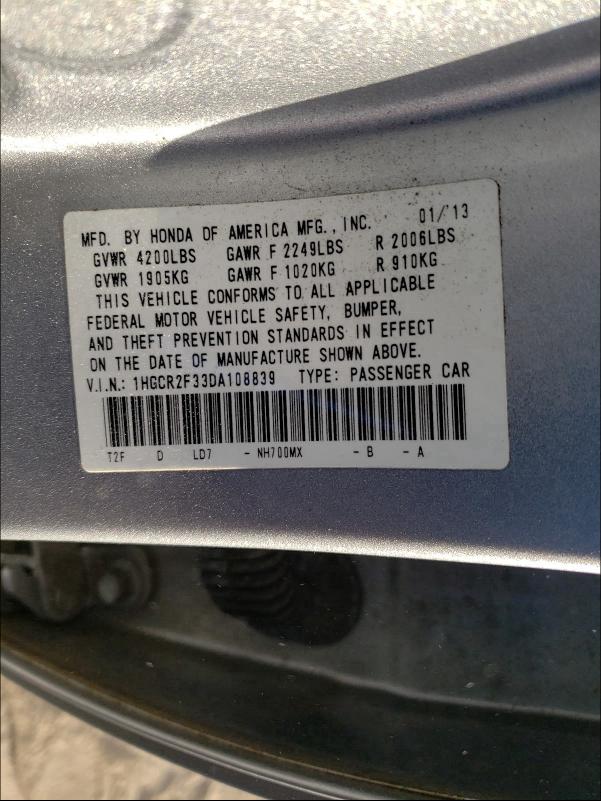 MFD. BY HONDA OF AMERICA MFG., INC. 01/'13
GVWR 4200LBS GAWR F 2249LBS R 2006LBS
GVWR 1905KG GAWR F 1020KG R 910KG
THIS VEHICLE CONFORMS TO ALL APPLICABLE
FEDERAL MOTOR VEHICLE SAFETY, BUMPER,
AND THEFT PREVENTION STANDARDS IN EFFECT
ON THE DATE OF MANUFACTURE SHOWN ABOVE.
V.I.N.: 1HGCR2F33DA108839 TYPE: PASSENGER CAR
T2F D LD7 - NH700MX - B - A